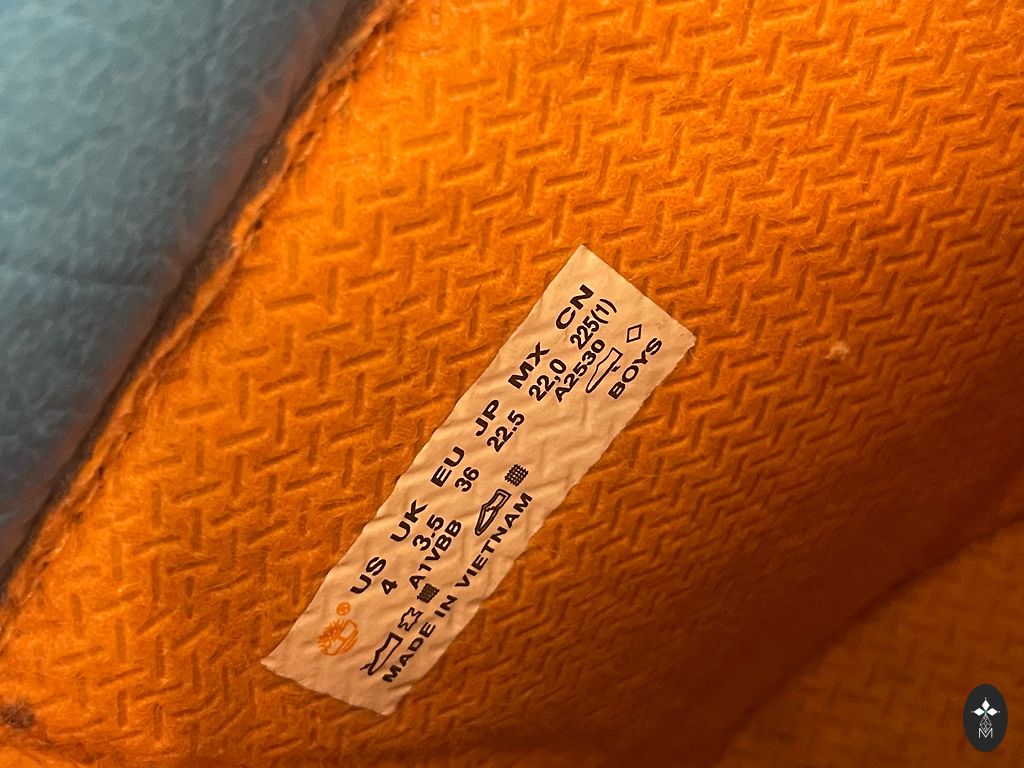 US UK EU JP MX CN
4 3.5 36 22.5 22.0 225(1)
A1VBB A2530
MADE IN VIETNAM BOYS
M